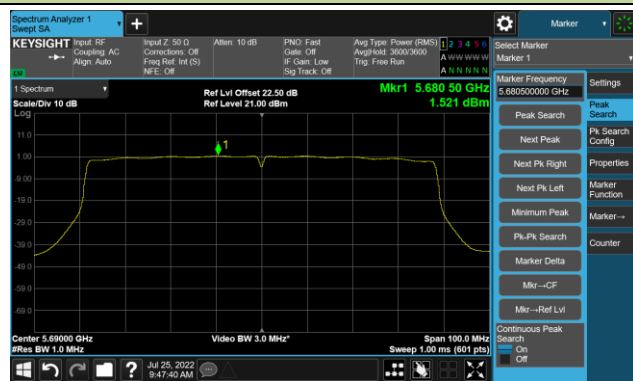 Spectrum Analyzer 1
Swept SA
Marker
KEYSIGHT
Input: RF
Coupling: AC
Align: Auto
Input Z: 50 Ω
Corrections: Off
Freq Ref: Int (S)
NFE: Off
Atten: 10 dB
PNO: Fast
Gate: Off
IF Gain: Low
Sig Track: Off
Avg Type: Power (RMS)
Avg|Hold: 3600/3600
Trig: Free Run
1 2 3 4 5 6
A W W W W W
A N N N N N
Select Marker
Marker 1
1 Spectrum
Scale/Div 10 dB
Log
Ref Lvl Offset 22.50 dB
Ref Level 21.00 dBm
Mkr1 5.680 50 GHz
1.521 dBm
1
11.0
1.00
-9.00
-19.0
-29.0
-39.0
-49.0
-59.0
-69.0
Center 5.69000 GHz
#Res BW 1.0 MHz
Video BW 3.0 MHz*
Span 100.0 MHz
Sweep 1.00 ms (601 pts)
Marker Frequency
5.680500000 GHz
Peak Search
Next Peak
Next Pk Right
Next Pk Left
Minimum Peak
Pk-Pk Search
Marker Delta
Mkr→CF
Mkr→Ref Lvl
Continuous Peak
Search
On
Off
Settings
Peak
Search
Pk Search
Config
Properties
Marker
Function
Marker→
Counter
?
Jul 25, 2022
9:47:40 AM